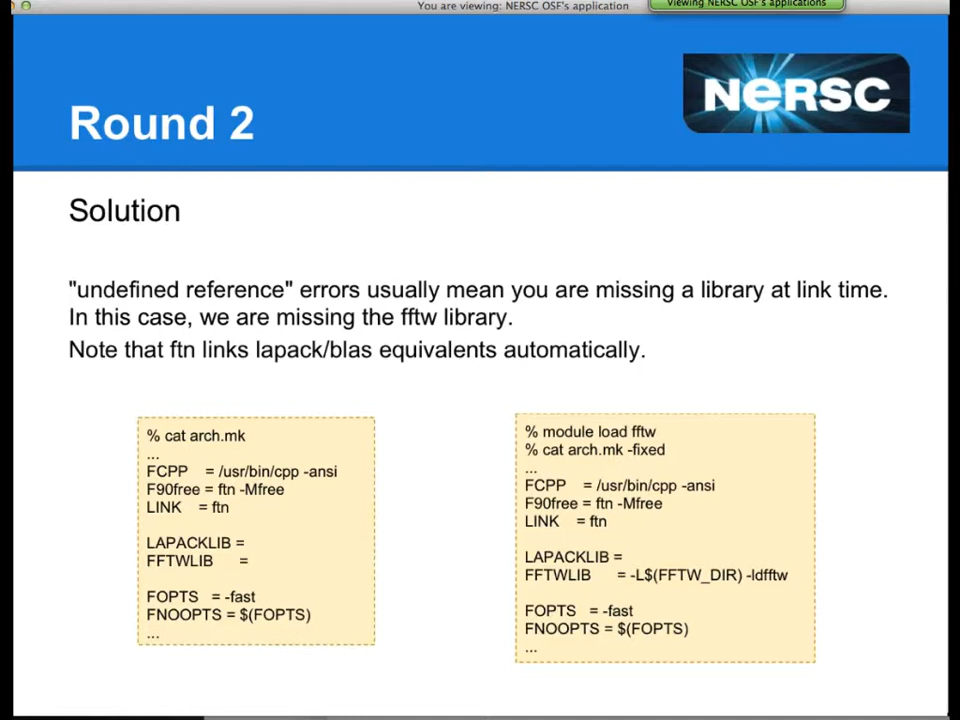 You are viewing: NERSC OSF's application
Viewing NERSC OSF's applications
NERSC
Round 2
Solution
"undefined reference" errors usually mean you are missing a library at link time.
In this case, we are missing the fftw library.
Note that ftn links lapack/blas equivalents automatically.
% cat arch.mk
...
FCPP = /usr/bin/cpp -ansi
F90free = ftn -Mfree
LINK = ftn
LAPACKLIB =
FFTWLIB =
FOPTS = -fast
FNOOPTS = $(FOPTS)
...
% module load fftw
% cat arch.mk -fixed
...
FCPP = /usr/bin/cpp -ansi
F90free = ftn -Mfree
LINK = ftn
LAPACKLIB =
FFTWLIB = -L$(FFTW_DIR) -ldfftw
FOPTS = -fast
FNOOPTS = $(FOPTS)
...